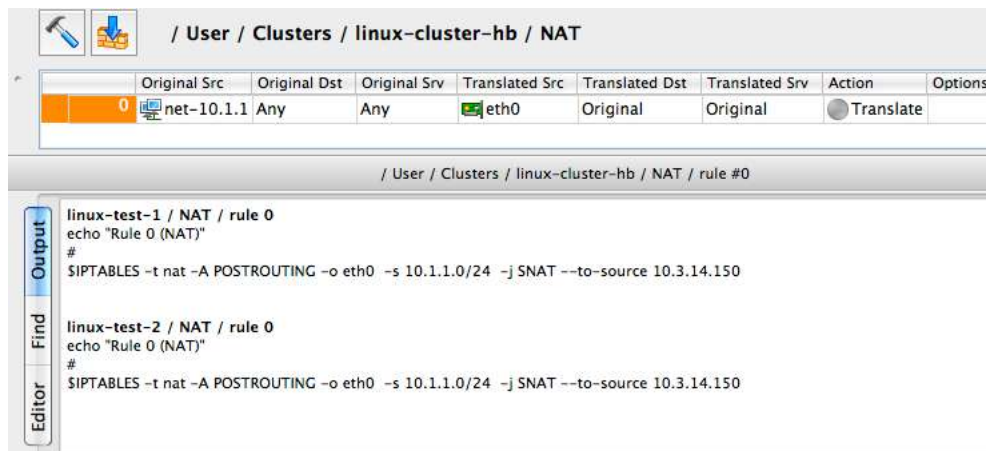 / User / Clusters / linux-cluster-hb / NAT
Original Src Original Dst Original Srv Translated Src Translated Dst Translated Srv Action Options
0 net-10.1.1 Any Any eth0 Original Original Translate
/ User / Clusters / linux-cluster-hb / NAT / rule #0
Output
Find
Editor
linux-test-1 / NAT / rule 0
echo "Rule 0 (NAT)"
#
$IPTABLES -t nat -A POSTROUTING -o eth0 -s 10.1.1.0/24 -j SNAT --to-source 10.3.14.150
linux-test-2 / NAT / rule 0
echo "Rule 0 (NAT)"
#
$IPTABLES -t nat -A POSTROUTING -o eth0 -s 10.1.1.0/24 -j SNAT --to-source 10.3.14.150